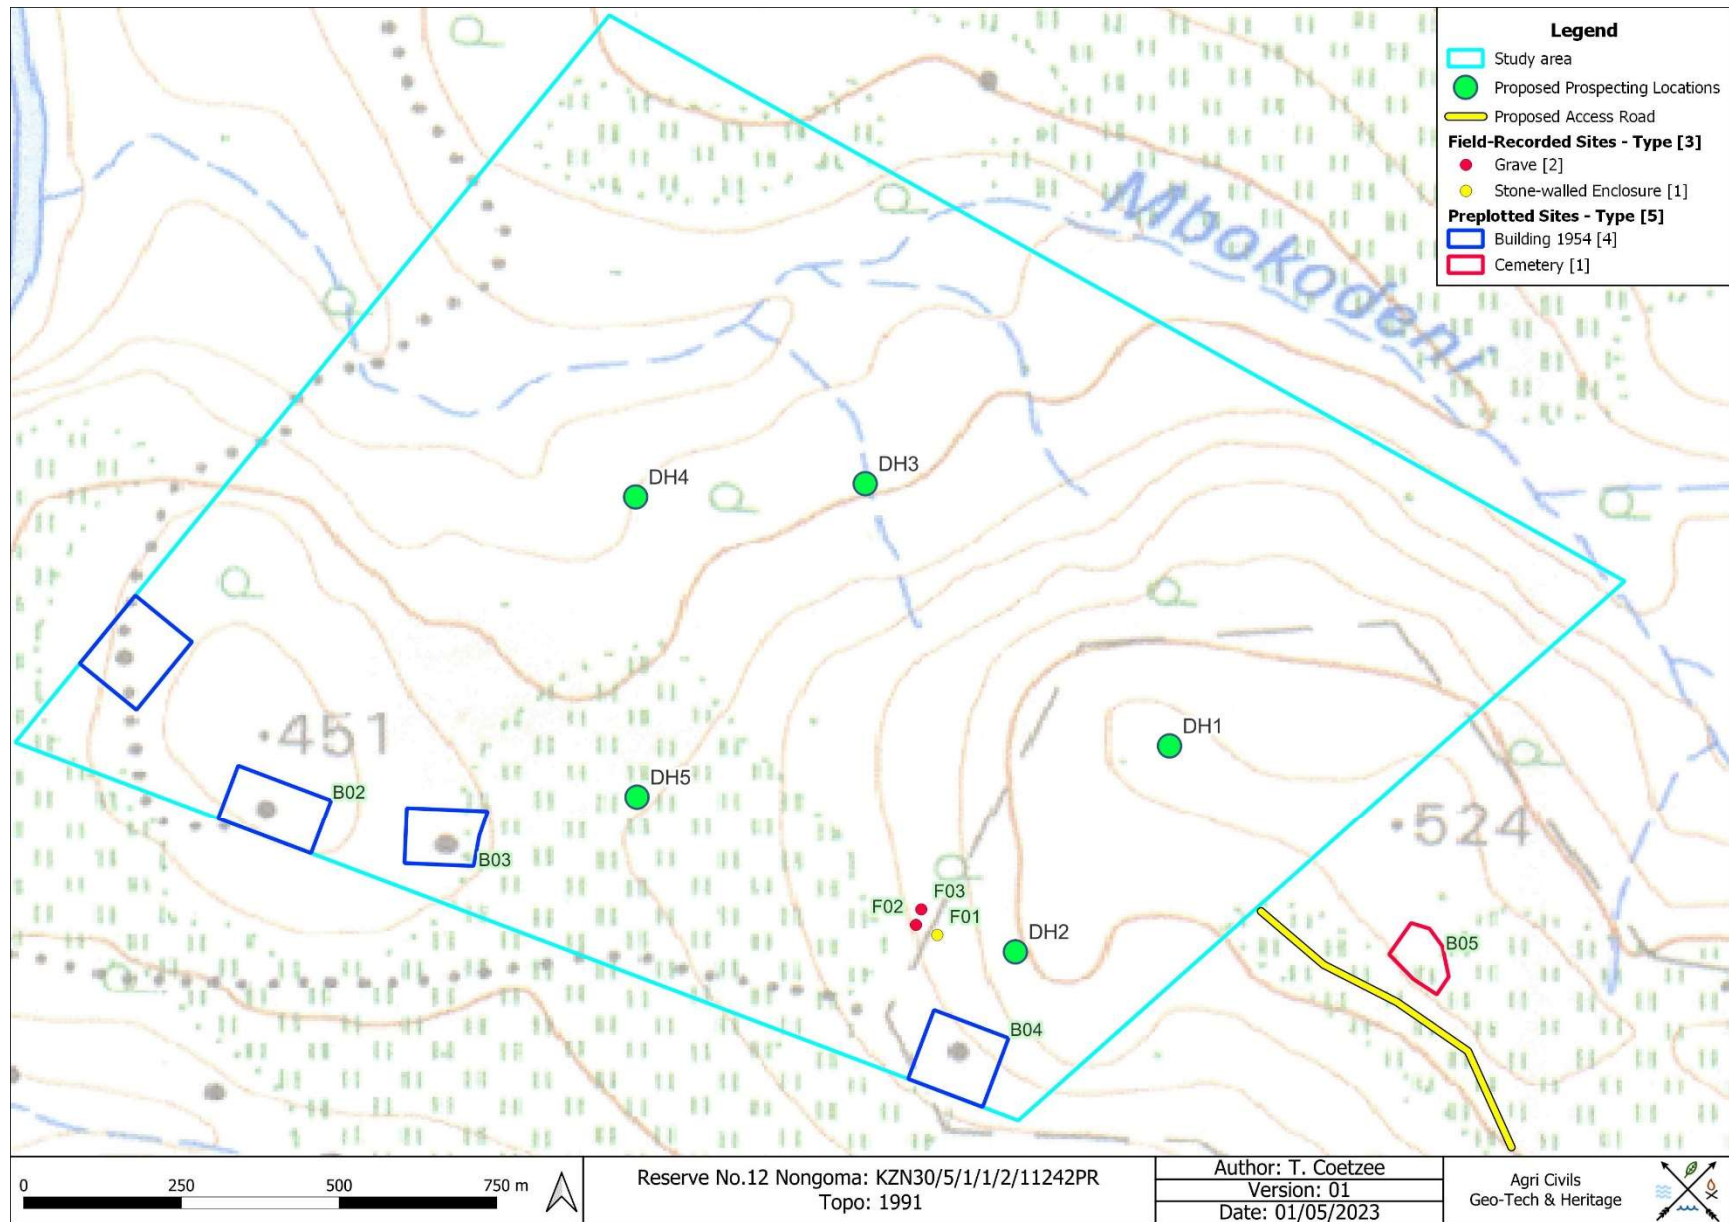 Legend
Study area
Proposed Prospecting Locations
Proposed Access Road
Field-Recorded Sites - Type [3]
Grave [2]
Stone-walled Enclosure [1]
Preplotted Sites - Type [5]
Building 1954 [4]
Cemetery [1]
Mbokodeni
DH4
DH3
451
DH1
DH5
B02
B03
524
F03
F02
F01
DH2
B05
B04
0 250 500 750 m
Reserve No.12 Nongoma: KZN30/5/1/1/2/11242PR
Topo: 1991
Author: T. Coetzee
Version: 01
Date: 01/05/2023
Agri Civils
Geo-Tech & Heritage